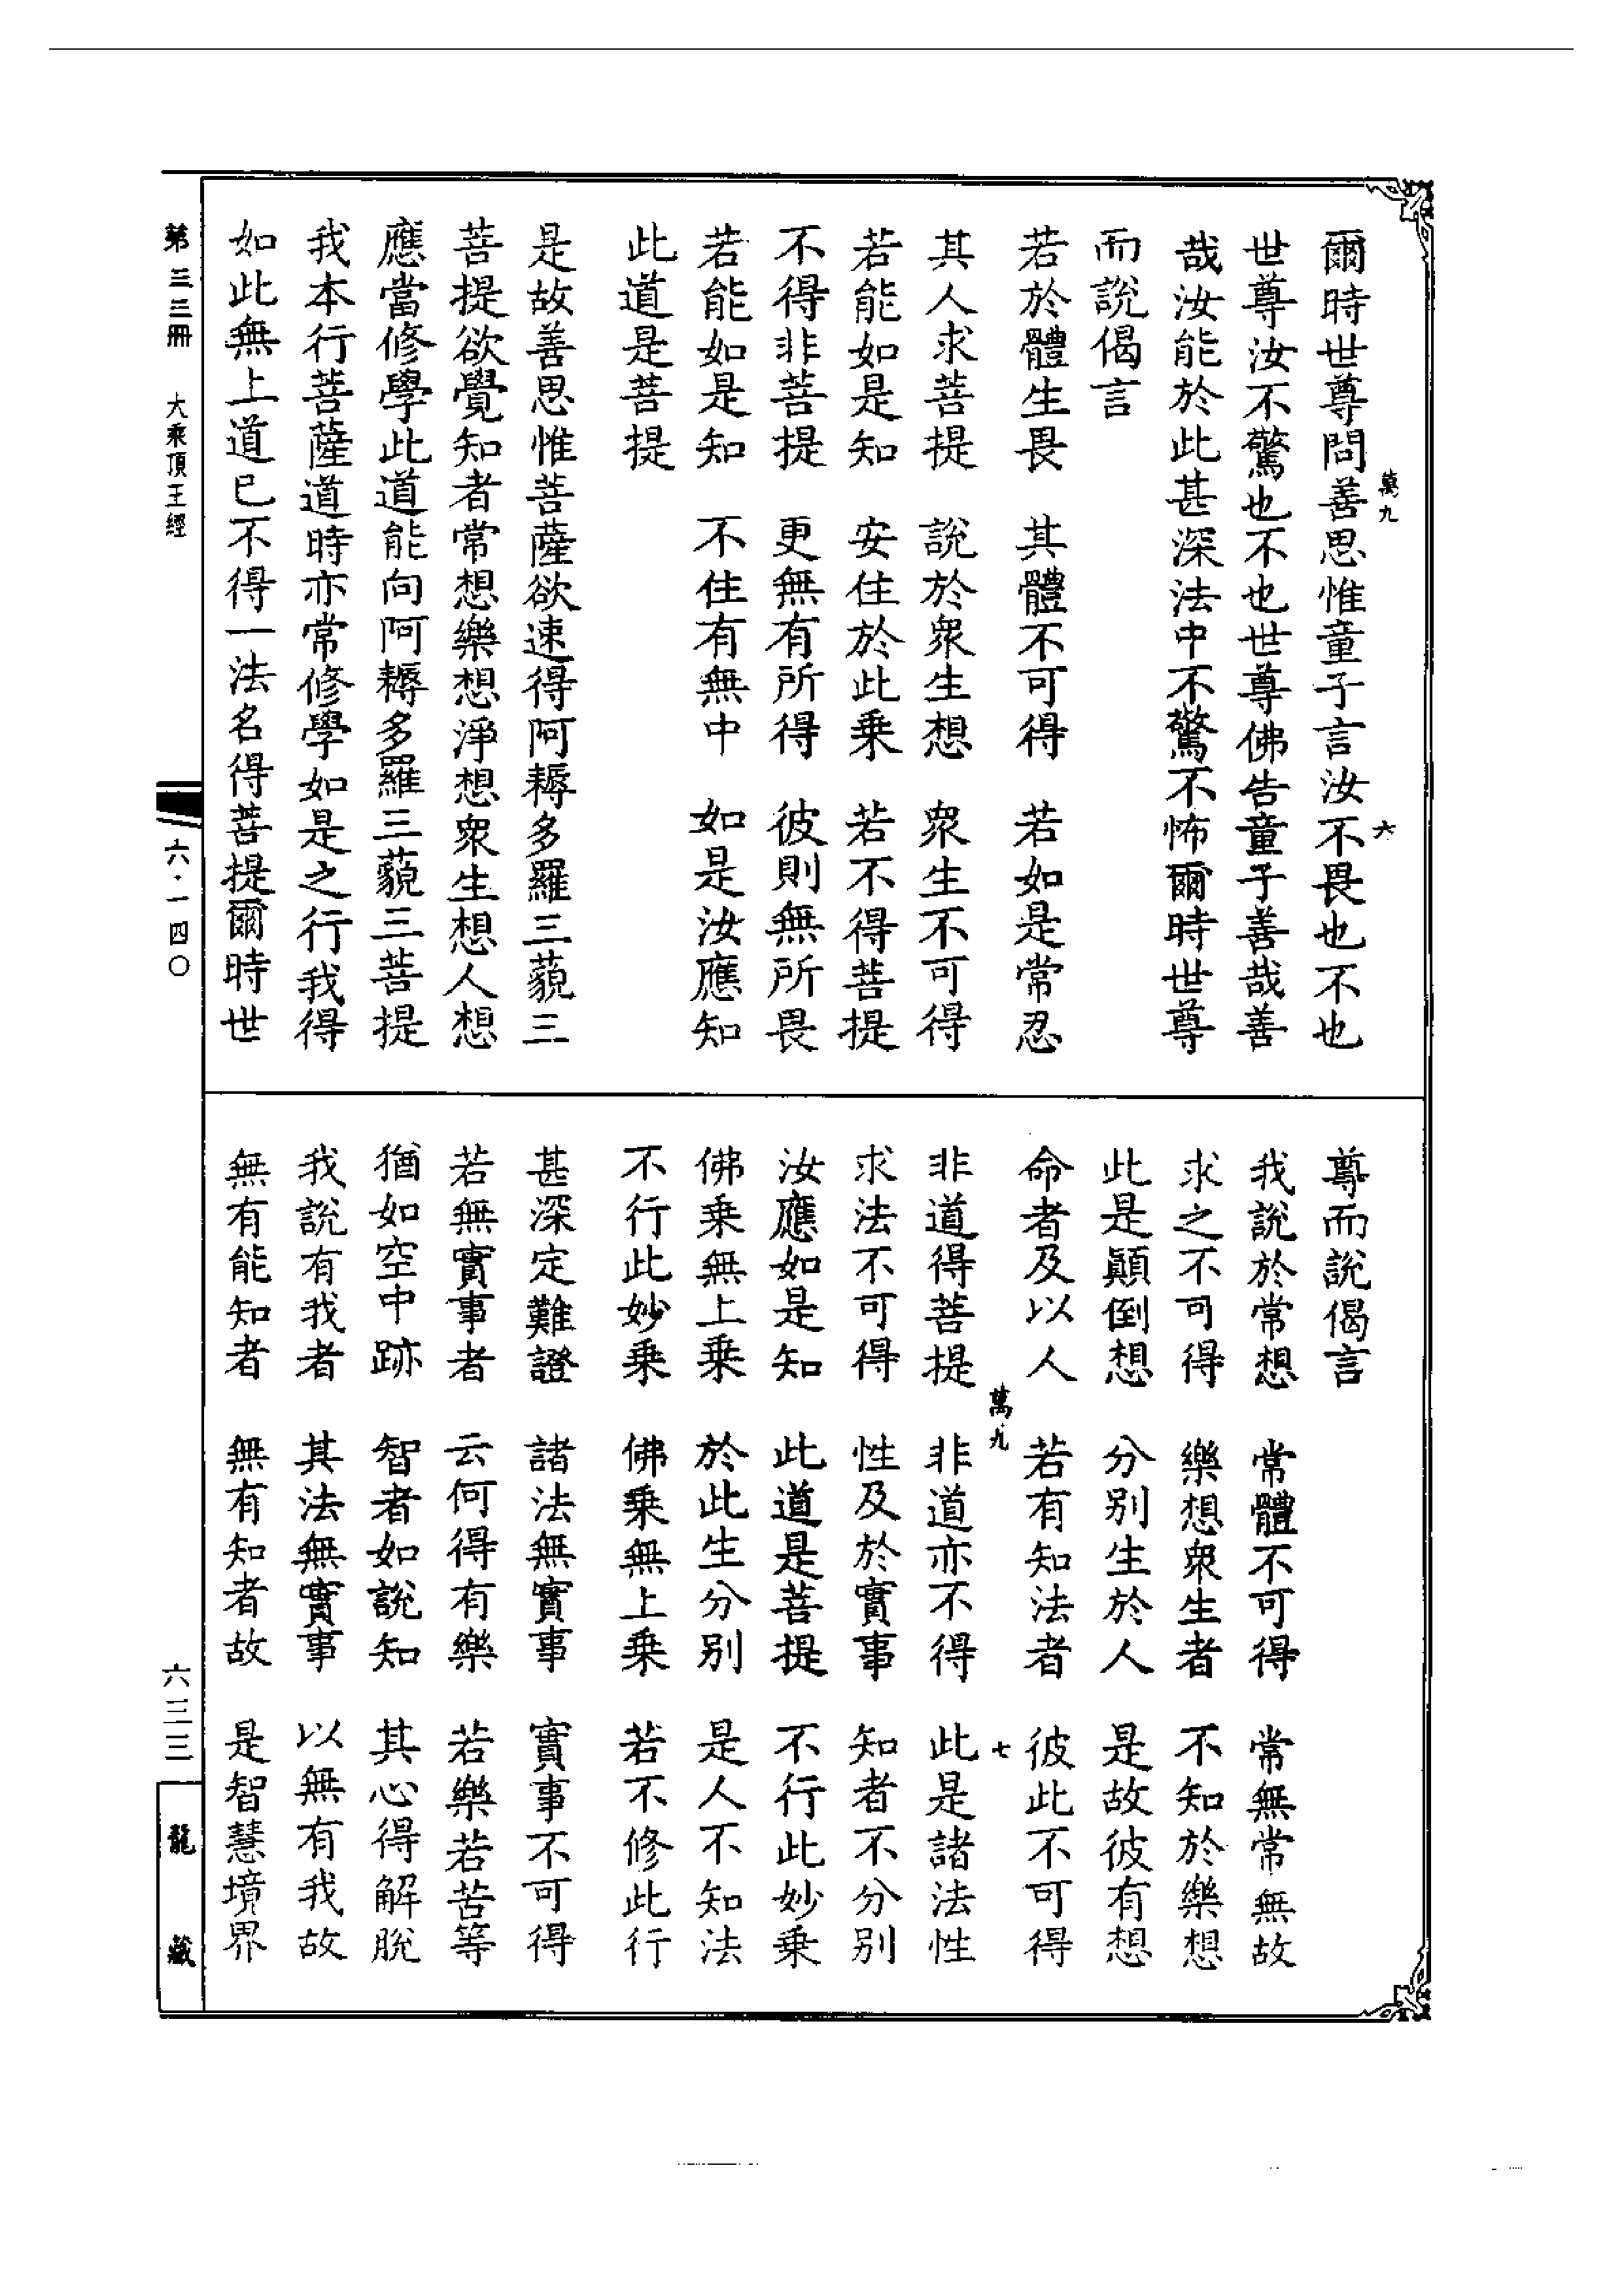 爾時世尊問善思惟童子言汝不畏也不也
世尊汝不驚也不也世尊佛告童子善哉善
哉汝能於此甚深法中不驚不怖爾時世尊
而說偈言
若於體生畏　其體不可得　若如是常忍
其人求菩提　說於眾生想　眾生不可得
若能如是知　安住於此乗　若不得菩提
不得非菩提　更無有所得　彼則無所畏
若能如是知　不住有無中　如是汝應知
此道是菩提
是故善思惟菩薩欲速得阿耨多羅三藐三
菩提欲覺知者常想樂想淨想衆生想人想
應當修學此道能向阿耨多羅三藐三菩提
我本行菩薩道時亦常修學如是之行我得
如此無上道已不得一法名得菩提爾時世
萬九
六
尊而說偈言
我說於常想　常體不可得　常無常無故
求之不可得　樂想衆生者　不知於樂想
此是顛倒想　分別生於人　是故彼有想
命者及以人　若有知法者　彼此不可得
萬九
七
非道得菩提　非道亦不得　此是諸法性
求法不可得　性及於實事　知者不分別
汝應如是知　此道是菩提　不行此妙乗
佛乗無上乗　於此生分別　是人不知法
不行此妙乗　佛乗無上乗　若不修此行
甚深定難證　諸法無實事　實事不可得
若無實事者　云何得有樂　若樂若苦等
猶如空中跡　智者如說知　其心得解脫
我說有我者　其法無實事　以無有我故
無有能知者　無有知者故　是智慧境界
第三三冊　大乘頂王經
六·一四〇
六三三
龍藏